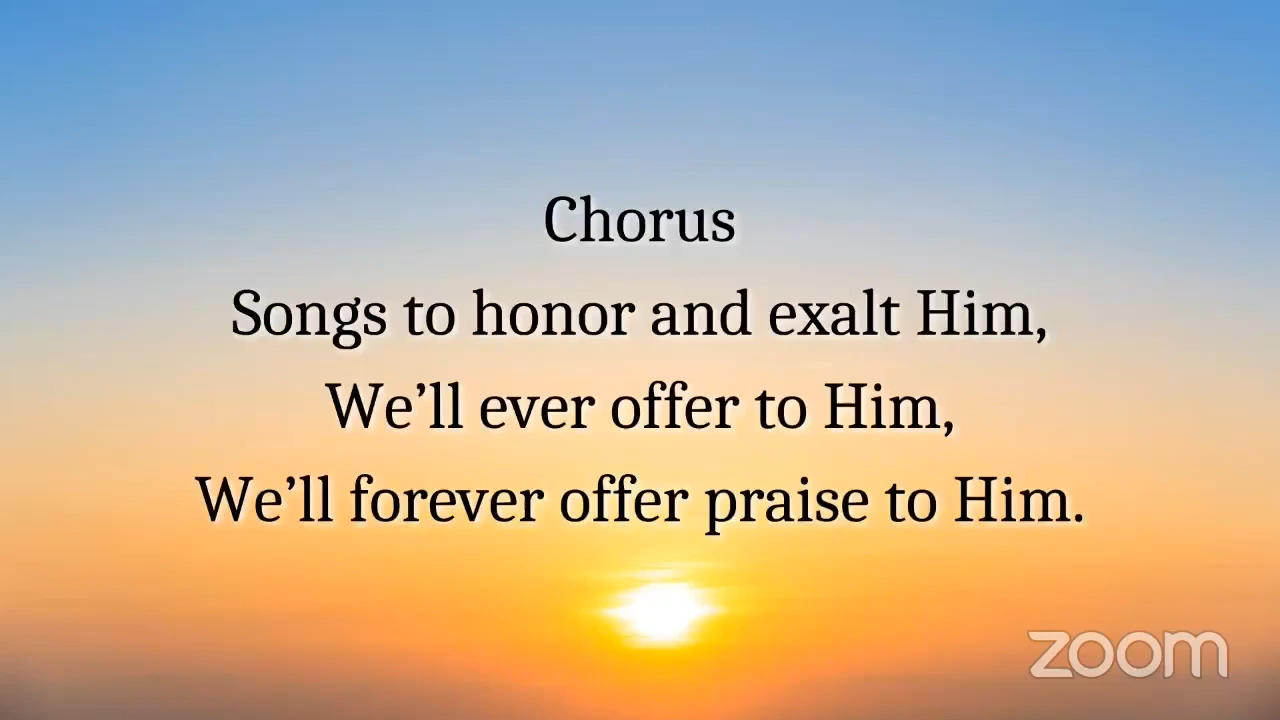 Chorus
Songs to honor and exalt Him,
We’ll ever offer to Him,
We’ll forever offer praise to Him.
zoom